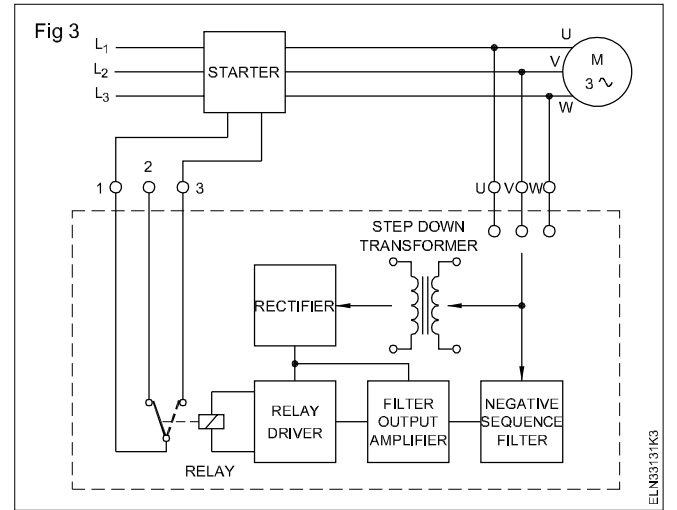 Fig 3
L1
L2
L3
STARTER
U
V
W
M
3 ∿
1
2
3
U
V
W
STEP DOWN
TRANSFORMER
RECTIFIER
RELAY
DRIVER
FILTER
OUTPUT
AMPLIFIER
NEGATIVE
SEQUENCE
FILTER
RELAY
ELN33131K3